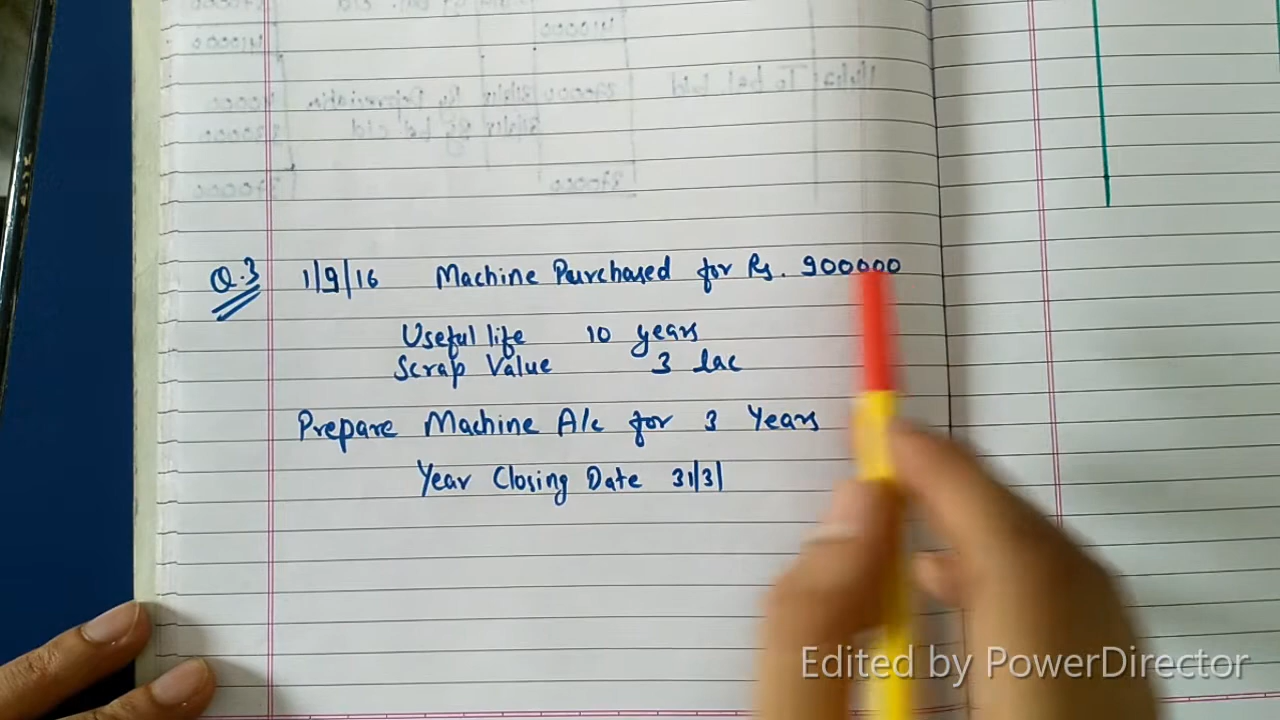 Q.3 1/9/16 Machine Purchased for Rs. 900000
Useful life 10 years
Scrap Value 3 lac
Prepare Machine A/c for 3 Years
Year Closing Date 31/3/
Edited by PowerDirector